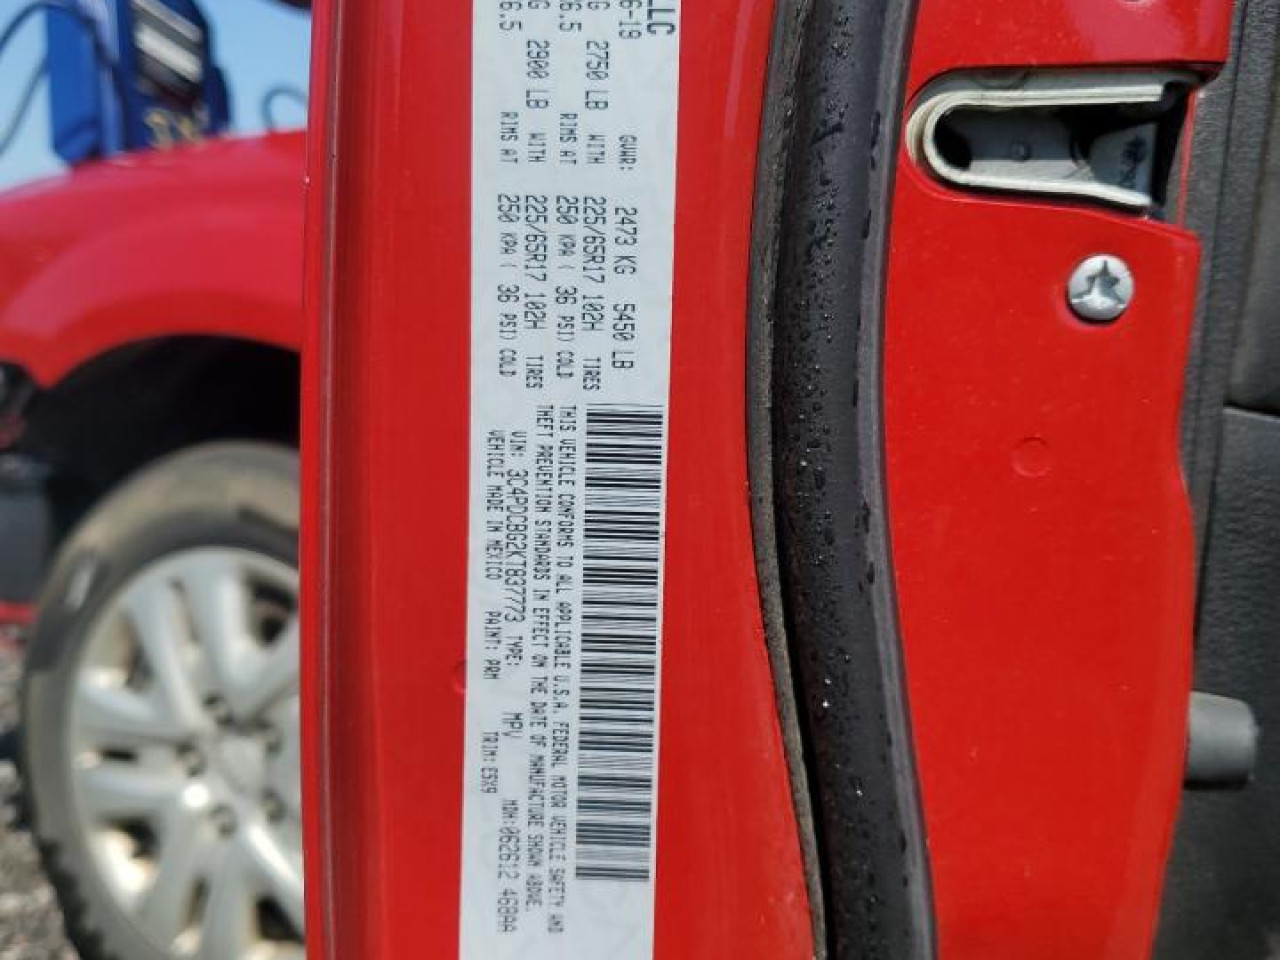 LLC
6-19
GVWR: 2473 KG 5450 LB
G 2750 LB WITH 225/65R17 102H TIRES
6.5 RIMS AT 250 KPA ( 36 PSI) COLD
G 2900 LB WITH 225/65R17 102H TIRES
6.5 RIMS AT 250 KPA ( 36 PSI) COLD
THIS VEHICLE CONFORMS TO ALL APPLICABLE U.S.A. FEDERAL MOTOR VEHICLE SAFETY AND
THEFT PREVENTION STANDARDS IN EFFECT ON THE DATE OF MANUFACTURE SHOWN ABOVE.
VIN: 3C4PDCBG2KT837773 TYPE: MPV MDH:062612 468AA
VEHICLE MADE IN MEXICO PAINT: PRM TRIM: E5X9